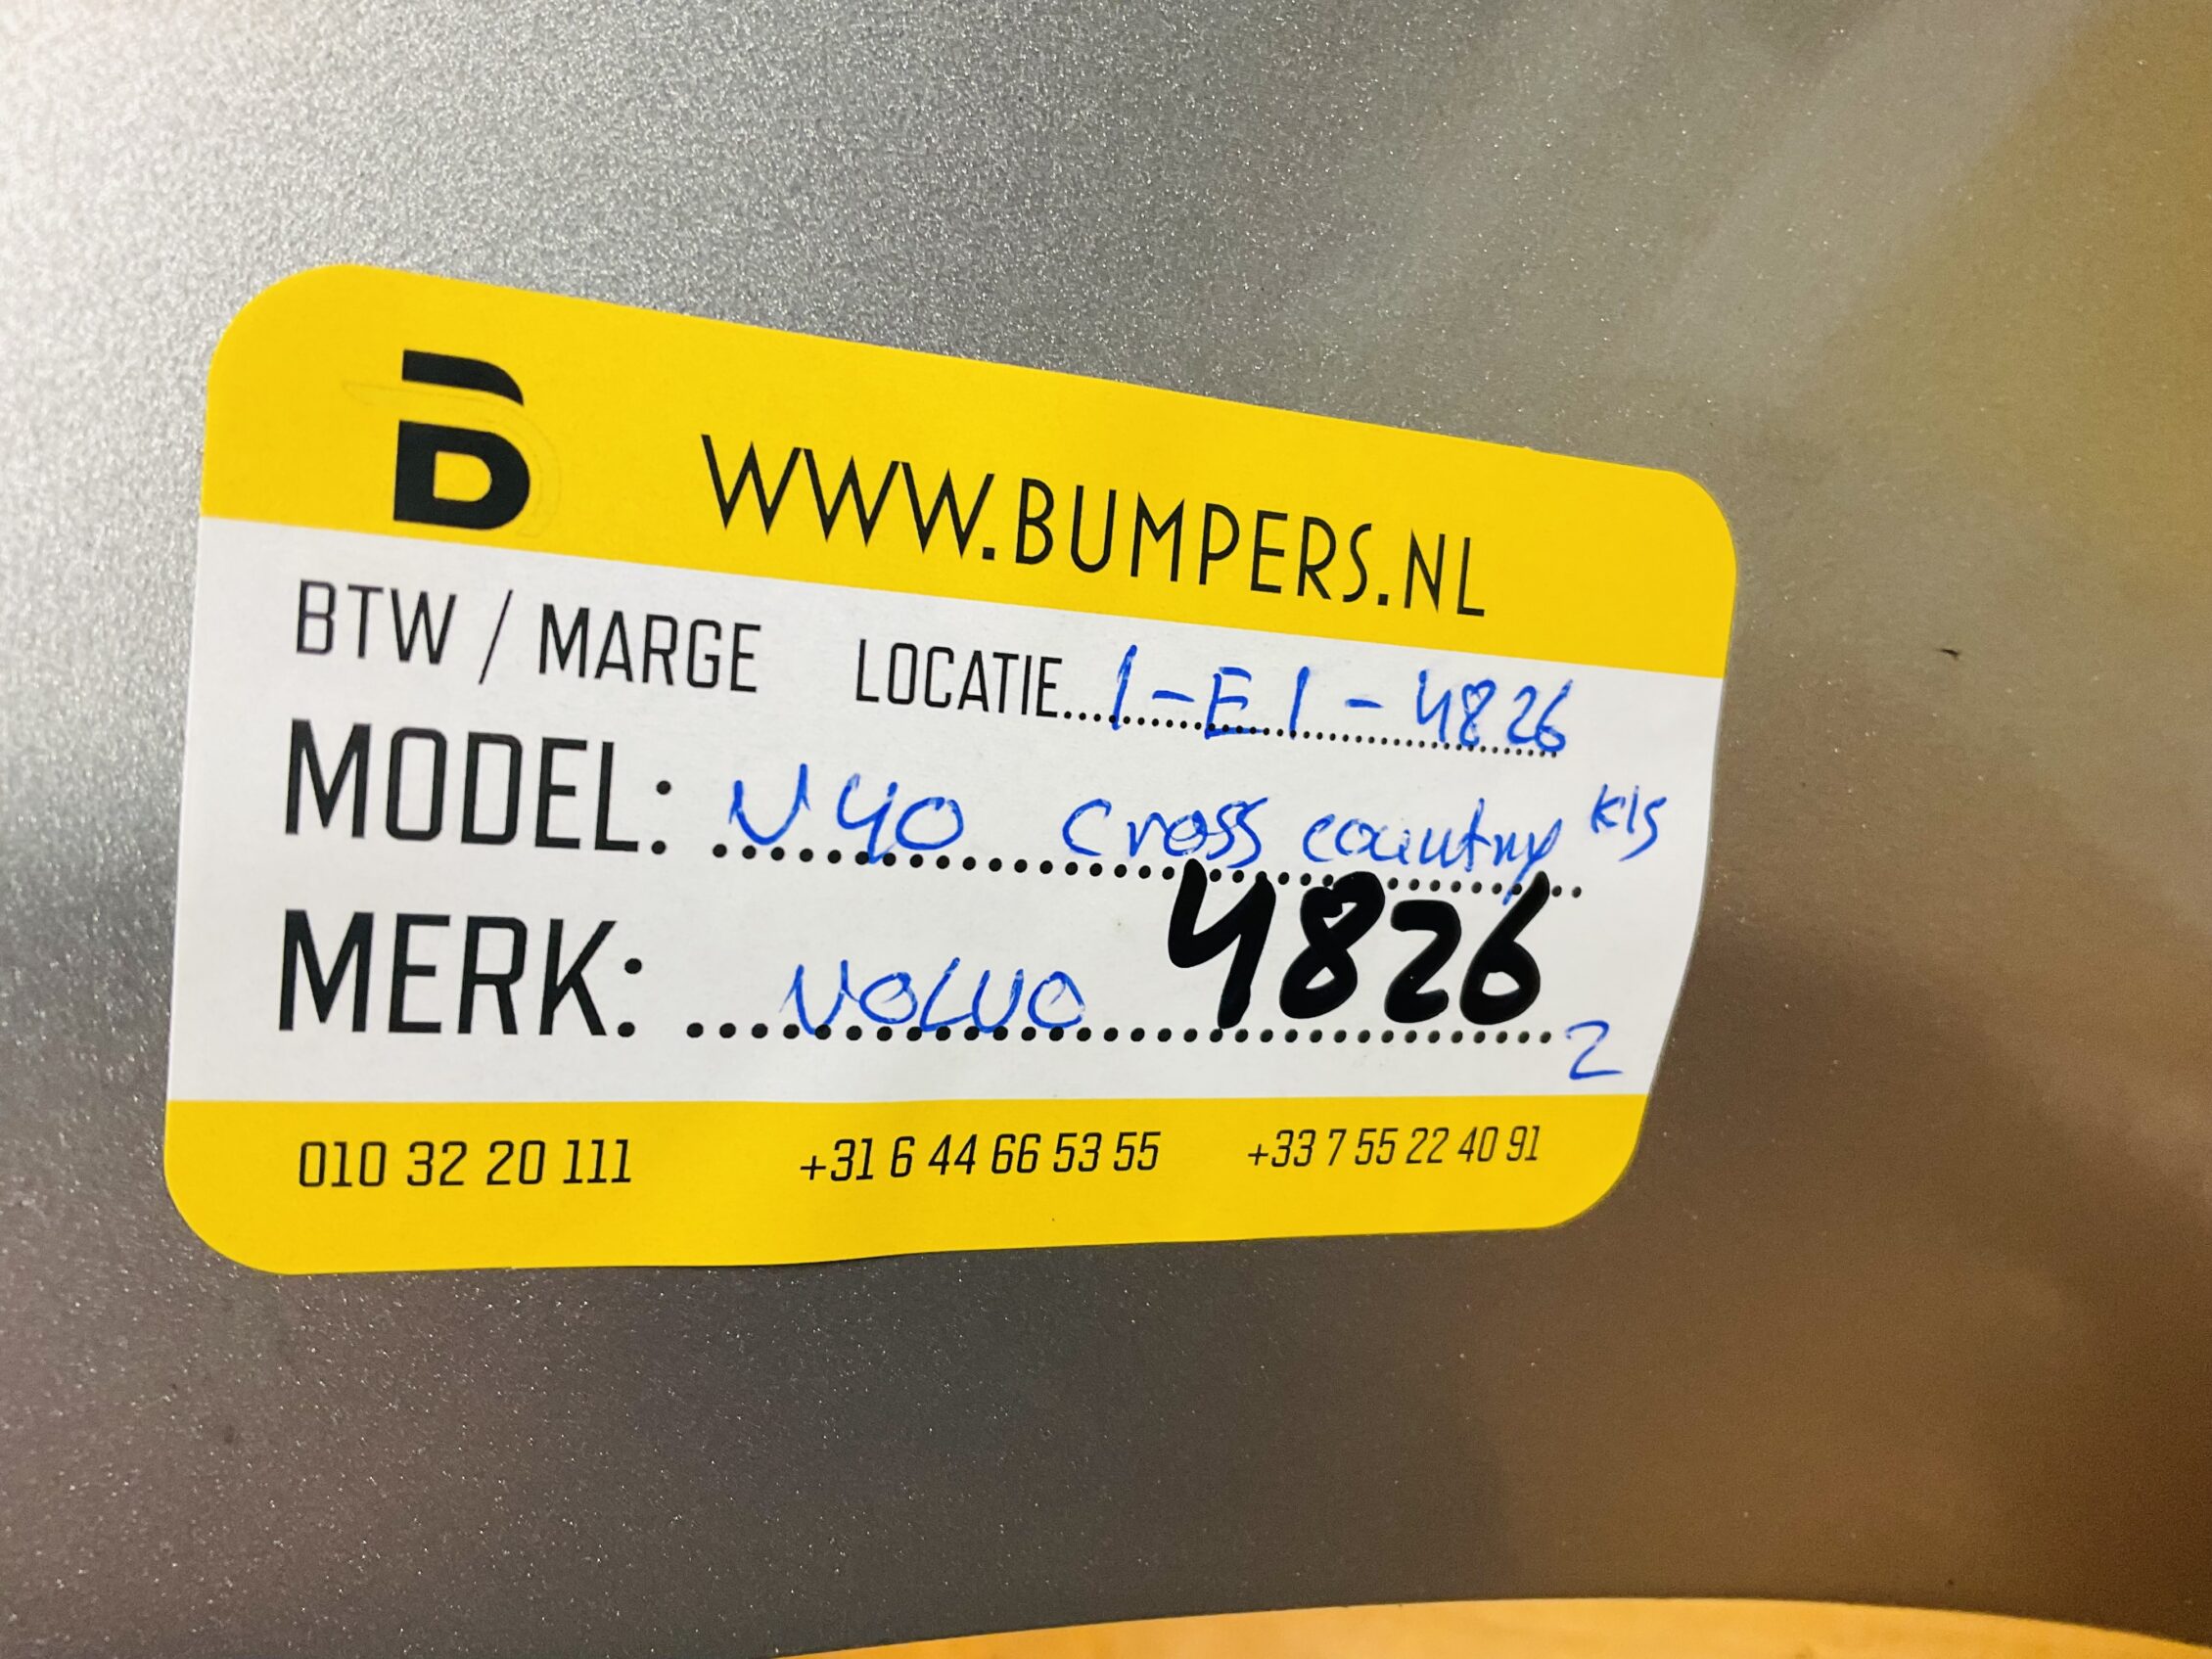 B WWW.BUMPERS.NL
BTW / MARGE LOCATIE 1-E1-4826
MODEL: V40 cross country
MERK: VOLVO 4826
2
010 32 20 111 +31 6 44 66 53 55 +33 7 55 22 40 91